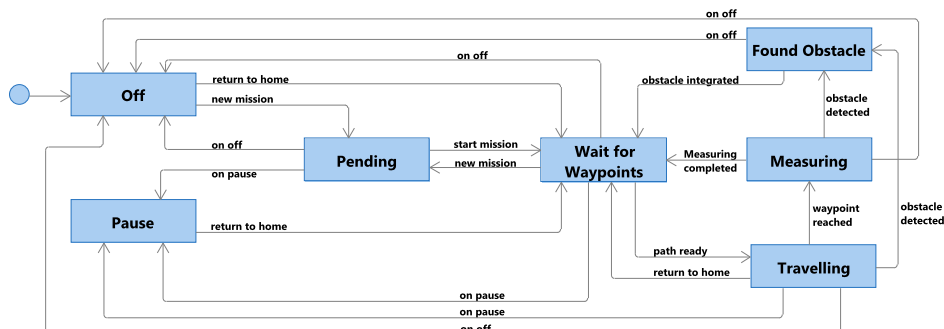 on off
on off
Found Obstacle
on off
return to home
obstacle integrated
Off
new mission
obstacle
detected
on off
start mission
Pending
Wait for
Waypoints
new mission
Measuring
completed
Measuring
on pause
Pause
return to home
waypoint
reached
obstacle
detected
path ready
return to home
Travelling
on pause
on pause
on off